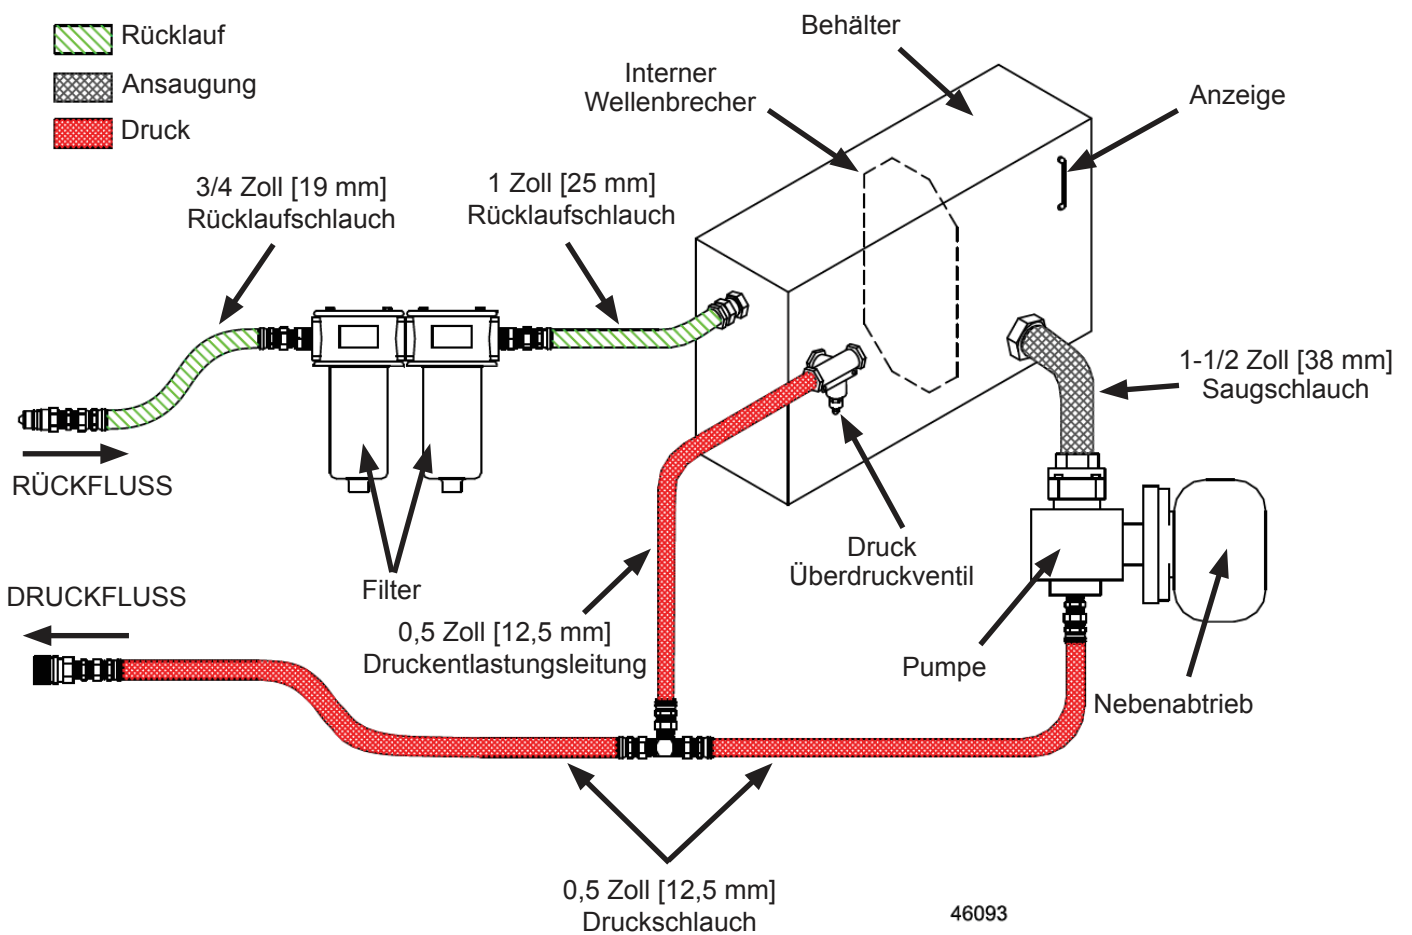 Rücklauf
Ansaugung
Druck
Behälter
Interner
Wellenbrecher
Anzeige
3/4 Zoll [19 mm]
Rücklaufschlauch
1 Zoll [25 mm]
Rücklaufschlauch
1-1/2 Zoll [38 mm]
Saugschlauch
RÜCKFLUSS
Filter
Druck
Überdruckventil
DRUCKFLUSS
0,5 Zoll [12,5 mm]
Druckentlastungsleitung
Pumpe
Nebenabtrieb
0,5 Zoll [12,5 mm]
Druckschlauch
46093